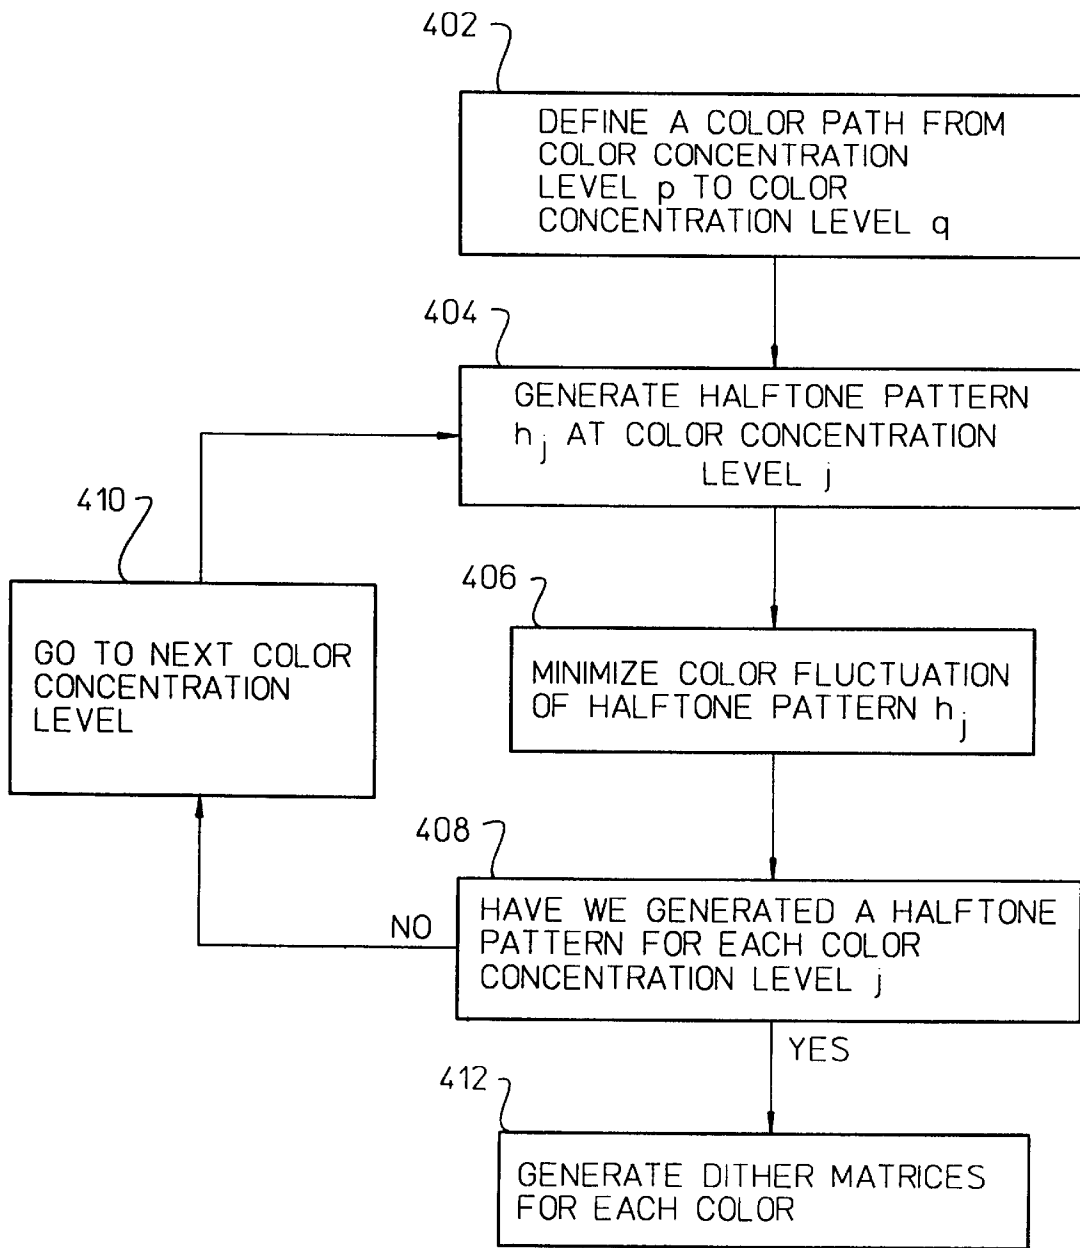 402
DEFINE A COLOR PATH FROM
COLOR CONCENTRATION
LEVEL p TO COLOR
CONCENTRATION LEVEL q
404
GENERATE HALFTONE PATTERN
hj AT COLOR CONCENTRATION
LEVEL j
410
GO TO NEXT COLOR
CONCENTRATION
LEVEL
406
MINIMIZE COLOR FLUCTUATION
OF HALFTONE PATTERN hj
408
HAVE WE GENERATED A HALFTONE
PATTERN FOR EACH COLOR
CONCENTRATION LEVEL j
NO
YES
412
GENERATE DITHER MATRICES
FOR EACH COLOR